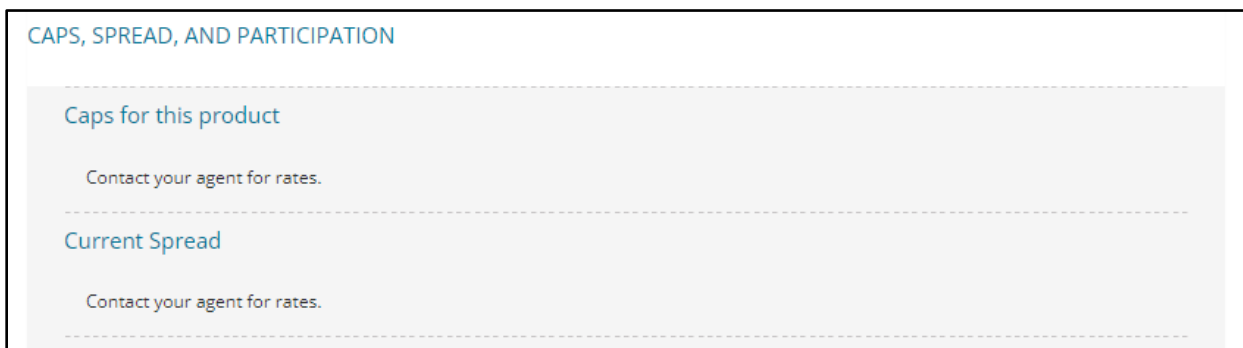 CAPS, SPREAD, AND PARTICIPATION
Caps for this product
Contact your agent for rates.
Current Spread
Contact your agent for rates.